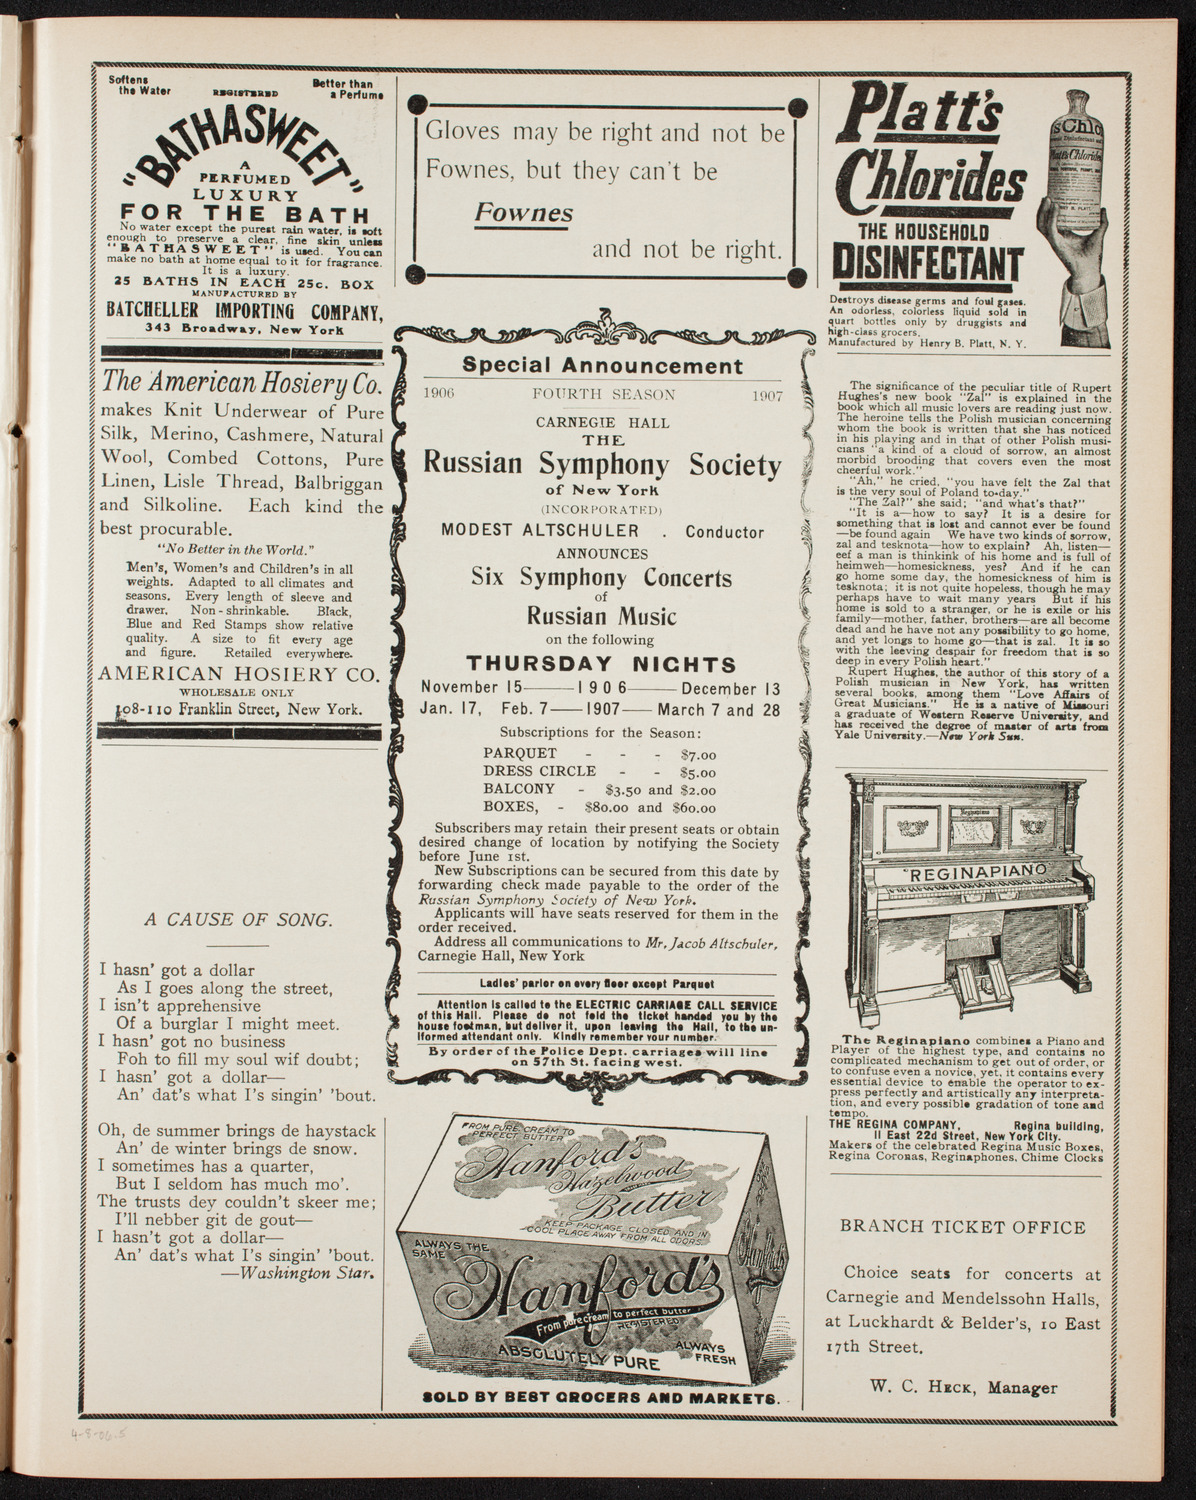 Softens
the Water
Better than
a Perfume
REGISTERED
"BATHASWEET"
A
PERFUMED
LUXURY
FOR THE BATH
No water except the purest rain water, is soft
enough to preserve a clear, fine skin unless
"BATHASWEET" is used. You can
make no bath at home equal to it for fragrance.
It is a luxury.
25 BATHS IN EACH 25c. BOX
MANUFACTURED BY
BATCHELLER IMPORTING COMPANY,
343 Broadway, New York
The American Hosiery Co.
makes Knit Underwear of Pure
Silk, Merino, Cashmere, Natural
Wool, Combed Cottons, Pure
Linen, Lisle Thread, Balbriggan
and Silkoline. Each kind the
best procurable.
"No Better in the World."
Men's, Women's and Children's in all
weights. Adapted to all climates and
seasons. Every length of sleeve and
drawer. Non-shrinkable. Black,
Blue and Red Stamps show relative
quality. A size to fit every age
and figure. Retailed everywhere.
AMERICAN HOSIERY CO.
WHOLESALE ONLY
108-110 Franklin Street, New York.
A CAUSE OF SONG.
I hasn' got a dollar
As I goes along the street,
I isn't apprehensive
Of a burglar I might meet.
I hasn' got no business
Foh to fill my soul wif doubt;
I hasn' got a dollar—
An' dat's what I's singin' 'bout.
Oh, de summer brings de haystack
An' de winter brings de snow.
I sometimes has a quarter,
But I seldom has much mo'.
The trusts dey couldn't skeer me;
I'll nebber git de gout—
I hasn't got a dollar—
An' dat's what I's singin' 'bout.
—Washington Star.
Gloves may be right and not be
Fownes, but they can't be
Fownes
and not be right.
Special Announcement
1906 FOURTH SEASON 1907
CARNEGIE HALL
THE
Russian Symphony Society
of New York
(INCORPORATED)
MODEST ALTSCHULER . Conductor
ANNOUNCES
Six Symphony Concerts
of
Russian Music
on the following
THURSDAY NIGHTS
November 15——1906——December 13
Jan. 17, Feb. 7——1907——March 7 and 28
Subscriptions for the Season:
PARQUET - - - $7.00
DRESS CIRCLE - - $5.00
BALCONY - $3.50 and $2.00
BOXES, - $80.00 and $60.00
Subscribers may retain their present seats or obtain
desired change of location by notifying the Society
before June 1st.
New Subscriptions can be secured from this date by
forwarding check made payable to the order of the
Russian Symphony Society of New York.
Applicants will have seats reserved for them in the
order received.
Address all communications to Mr. Jacob Altschuler,
Carnegie Hall, New York
Ladies' parlor on every floor except Parquet
Attention is called to the ELECTRIC CARRIAGE CALL SERVICE
of this Hall. Please do not fold the ticket handed you by the
house footman, but deliver it, upon leaving the Hall, to the un-
iformed attendant only. Kindly remember your number.
By order of the Police Dept. carriages will line
on 57th St. facing west.
FROM PURE CREAM TO
PERFECT BUTTER
Hanford's
Hazelwood
Butter
KEEP PACKAGE CLOSED AND IN
COOL PLACE AWAY FROM ALL ODORS.
ALWAYS THE
SAME
Hanford's
From pure cream to perfect butter
REGISTERED
ABSOLUTELY PURE
ALWAYS
FRESH
Hanford's
SOLD BY BEST GROCERS AND MARKETS.
Platt's
Chlorides
THE HOUSEHOLD
DISINFECTANT
Destroys disease germs and foul gases.
An odorless, colorless liquid sold in
quart bottles only by druggists and
high-class grocers.
Manufactured by Henry B. Platt, N. Y.
s Chlo
Platt's Chlorides
The significance of the peculiar title of Rupert
Hughes's new book "Zal" is explained in the
book which all music lovers are reading just now.
The heroine tells the Polish musician concerning
whom the book is written that she has noticed
in his playing and in that of other Polish musi-
cians "a kind of a cloud of sorrow, an almost
morbid brooding that covers even the most
cheerful work."
"Ah," he cried, "you have felt the Zal that
is the very soul of Poland to-day."
"The Zal?" she said; "and what's that?"
"It is a—how to say? It is a desire for
something that is lost and cannot ever be found
—be found again We have two kinds of sorrow,
zal and tesknota—how to explain? Ah, listen—
eef a man is thinkink of his home and is full of
heimweh—homesickness, yes? And if he can
go home some day, the homesickness of him is
tesknota; it is not quite hopeless, though he may
perhaps have to wait many years But if his
home is sold to a stranger, or he is exile or his
family—mother, father, brothers—are all become
dead and he have not any possibility to go home,
and yet longs to home go—that is zal. It is so
with the leeving despair for freedom that is so
deep in every Polish heart."
Rupert Hughes, the author of this story of a
Polish musician in New York, has written
several books, among them "Love Affairs of
Great Musicians." He is a native of Missouri
a graduate of Western Reserve University, and
has received the degree of master of arts from
Yale University.—New York Sun.
Reginapiano
"REGINAPIANO
The Reginapiano combines a Piano and
Player of the highest type, and contains no
complicated mechanism to get out of order, or
to confuse even a novice, yet, it contains every
essential device to enable the operator to ex-
press perfectly and artistically any interpreta-
tion, and every possible gradation of tone and
tempo.
THE REGINA COMPANY, Regina building,
11 East 22d Street, New York City.
Makers of the celebrated Regina Music Boxes,
Regina Coronas, Reginaphones, Chime Clocks
BRANCH TICKET OFFICE
Choice seats for concerts at
Carnegie and Mendelssohn Halls,
at Luckhardt & Belder's, 10 East
17th Street.
W. C. HECK, Manager
4-8-06-5